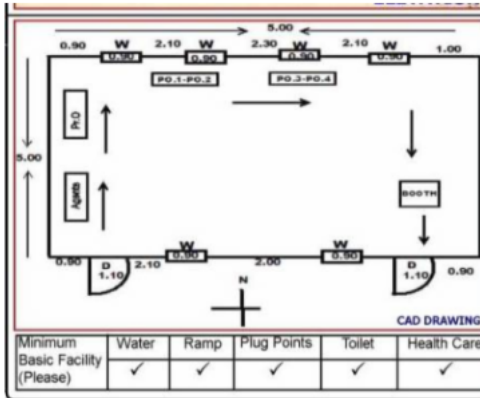 5.00
0.90 W 2.10 W 2.30 W 2.10 W 1.00
0.90 0.90 0.90 0.90
PO.1-PO.2 PO.3-PO.4
Pr.O
5.00
Agents
BOOTH
W W
0.90 D 2.10 0.90 2.00 0.90 D 0.90
1.10 1.10
N
CAD DRAWING
Minimum Basic Facility (Please) Water Ramp Plug Points Toilet Health Care
✓ ✓ ✓ ✓ ✓